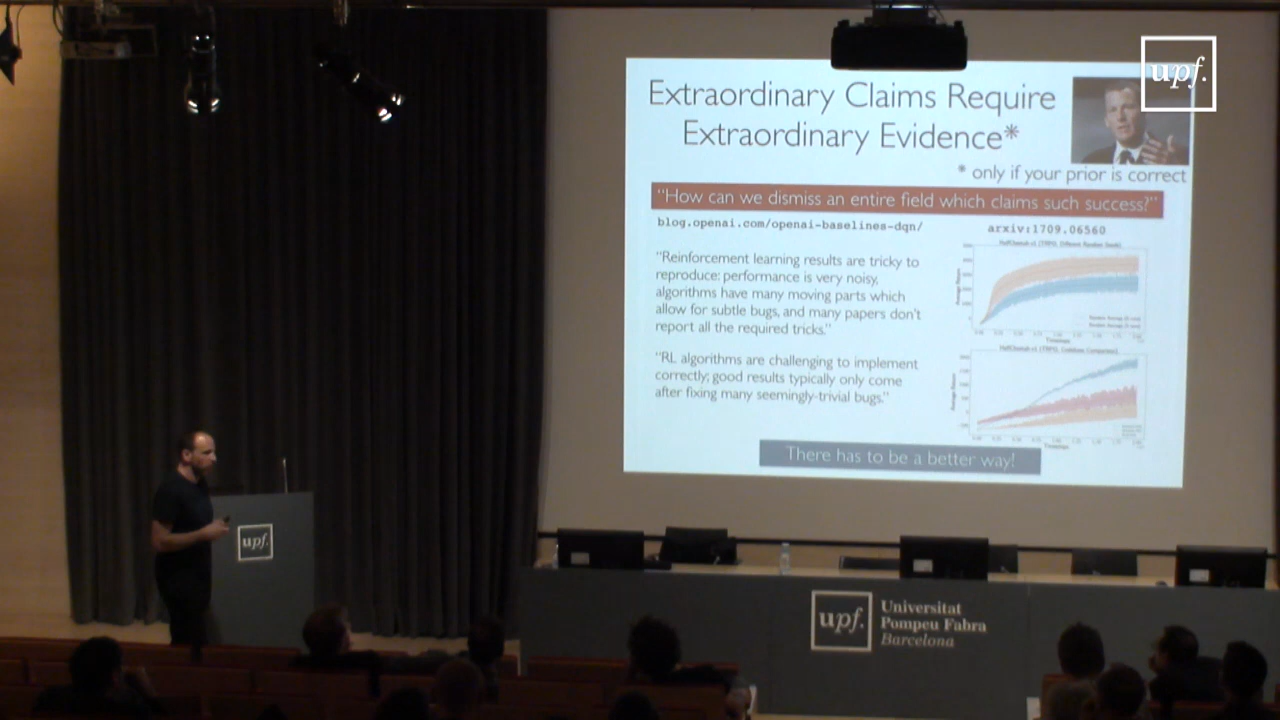 upf.
Extraordinary Claims Require
Extraordinary Evidence*
* only if your prior is correct
"How can we dismiss an entire field which claims such success?"
blog.openai.com/openai-baselines-dqn/
arxiv:1709.06560
"Reinforcement learning results are tricky to
reproduce: performance is very noisy,
algorithms have many moving parts which
allow for subtle bugs, and many papers don't
report all the required tricks."
"RL algorithms are challenging to implement
correctly; good results typically only come
after fixing many seemingly-trivial bugs."
There has to be a better way!
upf.
upf.
Universitat
Pompeu Fabra
Barcelona